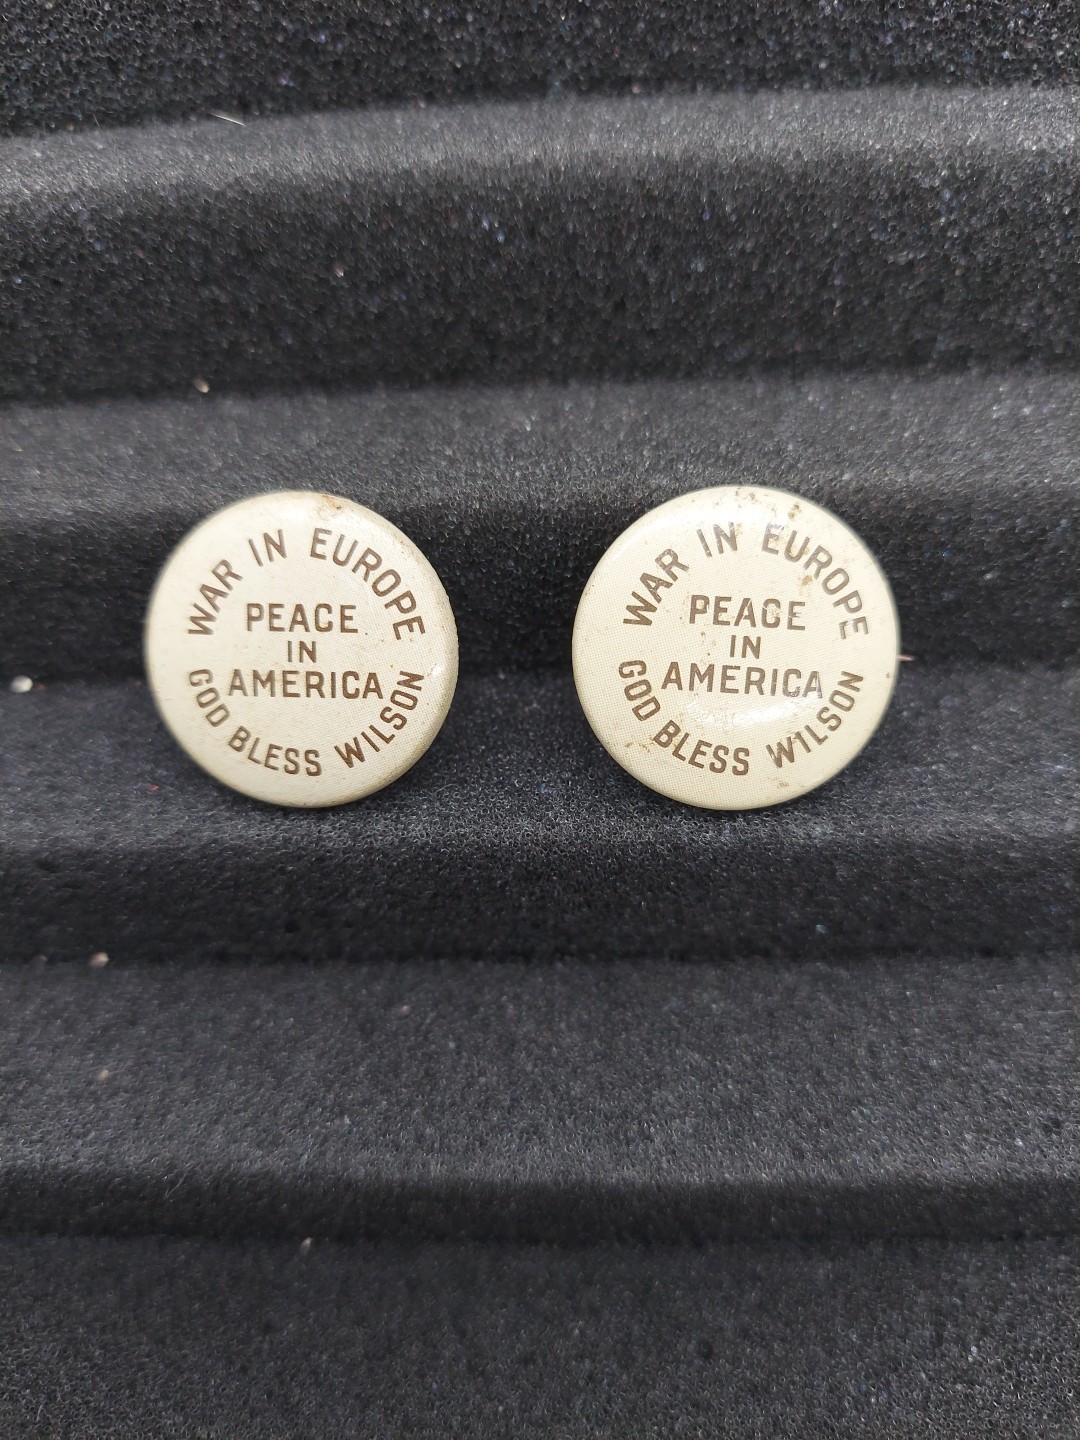 WAR IN EUROPE
PEACE
IN
AMERICA
GOD BLESS WILSON
WAR IN EUROPE
PEACE
IN
AMERICA
GOD BLESS WILSON